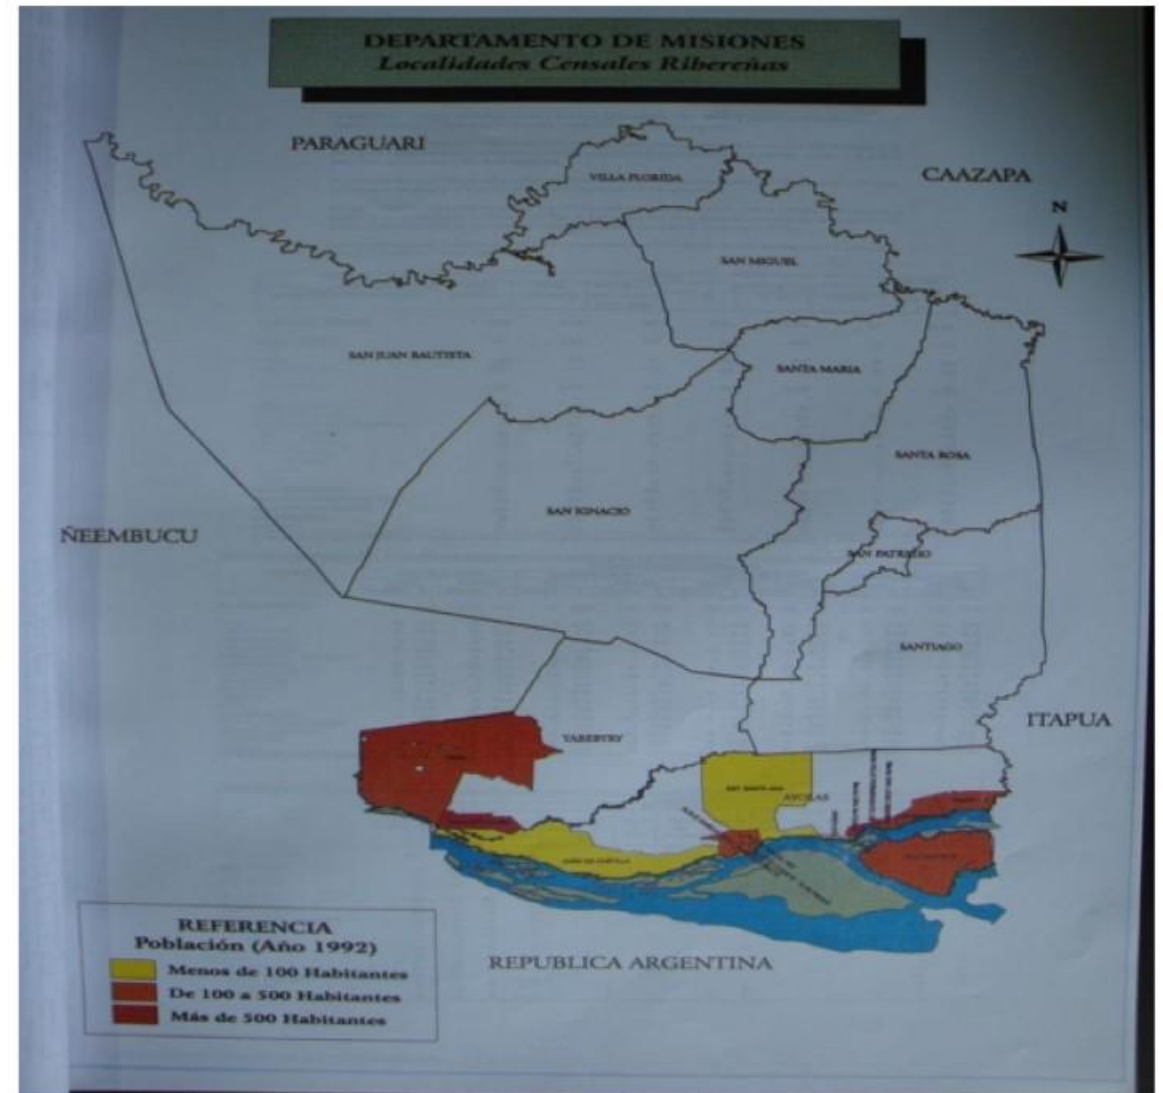 DEPARTAMENTO DE MISIONES
Localidades Censales Ribereñas
PARAGUARI
CAAZAPA
VILLA FLORIDA
N
SAN MIGUEL
SAN JUAN BAUTISTA
SANTA MARIA
SANTA ROSA
SAN IGNACIO
ÑEEMBUCU
SAN PATRICIO
SANTIAGO
ITAPUA
YABEBYRY
AYOLAS
REPUBLICA ARGENTINA
REFERENCIA
Población (Año 1992)
Menos de 100 Habitantes
De 100 a 500 Habitantes
Más de 500 Habitantes